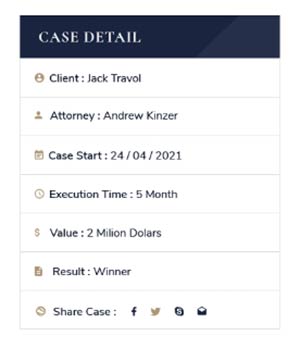 CASE DETAIL
Client : Jack Travol
Attorney : Andrew Kinzer
Case Start : 24 / 04 / 2021
Execution Time : 5 Month
$ Value : 2 Milion Dolars
Result : Winner
Share Case :